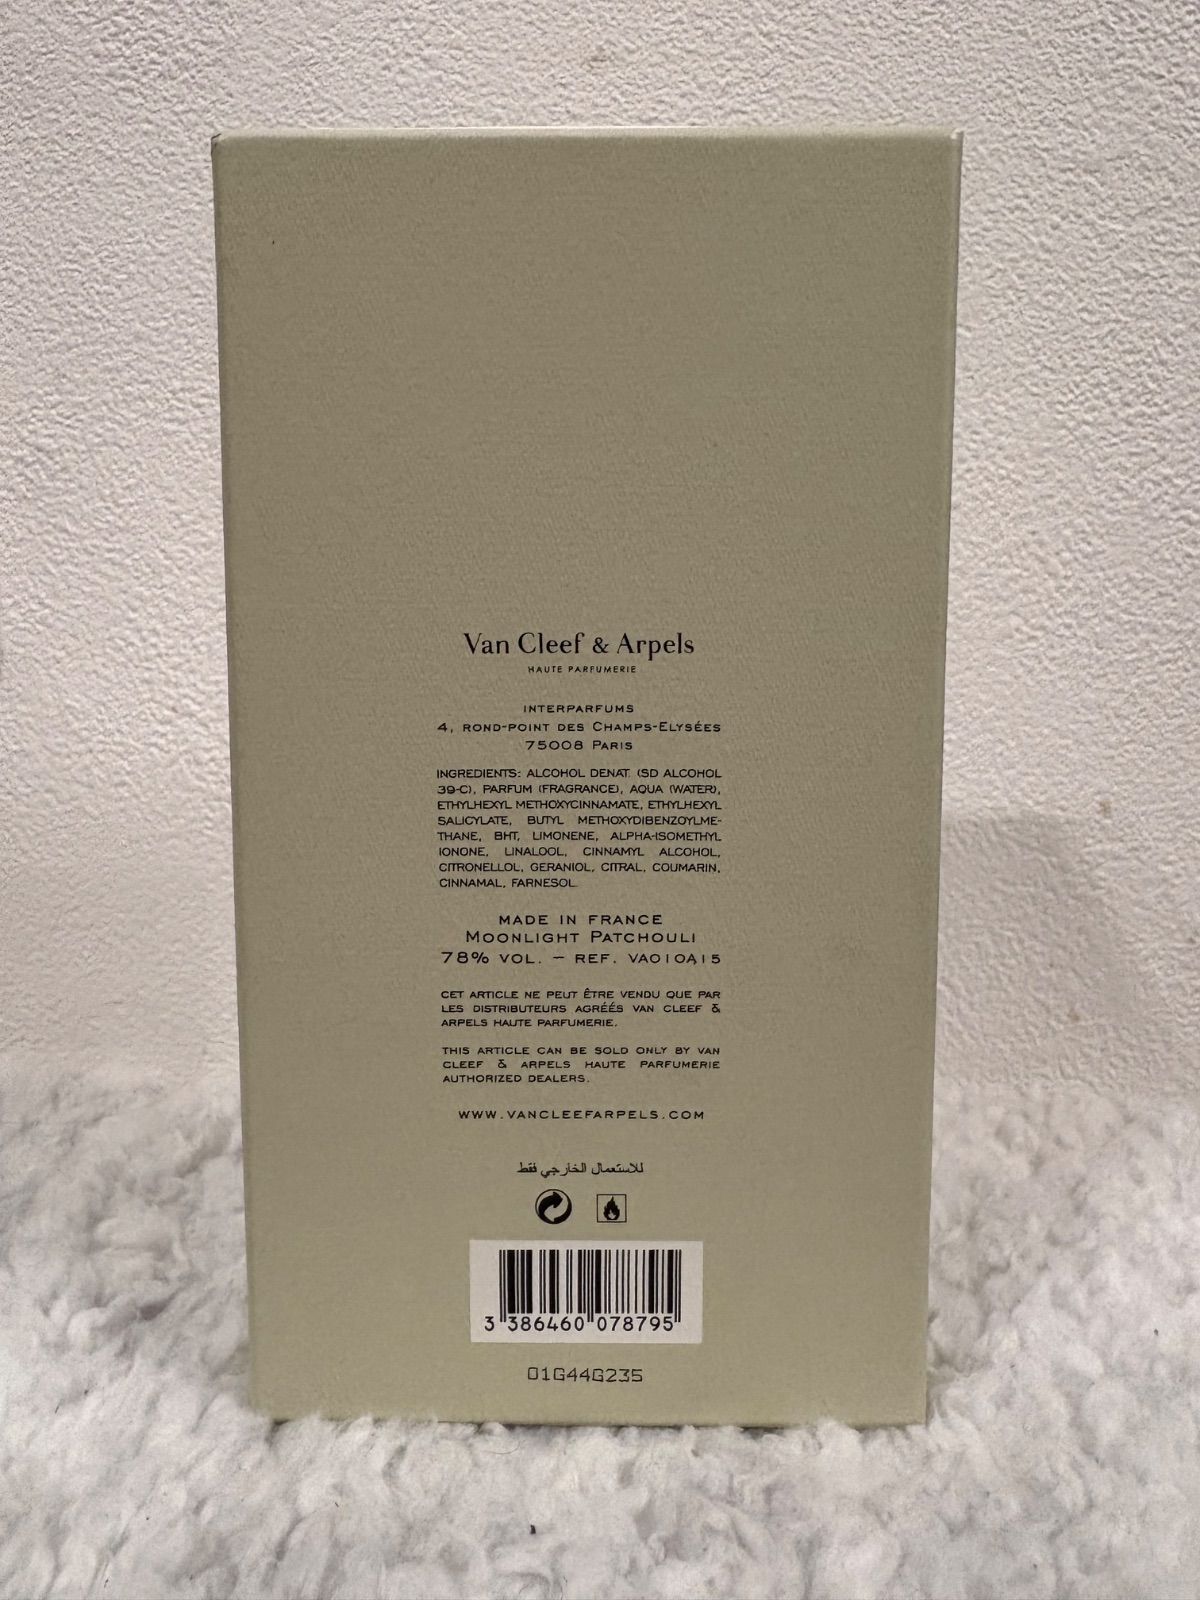 Van Cleef & Arpels
HAUTE PARFUMERIE
INTERPARFUMS
4, ROND-POINT DES CHAMPS-ELYSÉES
75008 PARIS
INGREDIENTS: ALCOHOL DENAT. (SD ALCOHOL
39-C), PARFUM (FRAGRANCE), AQUA (WATER),
ETHYLHEXYL METHOXYCINNAMATE, ETHYLHEXYL
SALICYLATE, BUTYL METHOXYDIBENZOYLME-
THANE, BHT, LIMONENE, ALPHA-ISOMETHYL
IONONE, LINALOOL, CINNAMYL ALCOHOL,
CITRONELLOL, GERANIOL, CITRAL, COUMARIN,
CINNAMAL, FARNESOL.
MADE IN FRANCE
MOONLIGHT PATCHOULI
78% VOL. – REF. VA010A15
CET ARTICLE NE PEUT ÊTRE VENDU QUE PAR
LES DISTRIBUTEURS AGRÉÉS VAN CLEEF &
ARPELS HAUTE PARFUMERIE.
THIS ARTICLE CAN BE SOLD ONLY BY VAN
CLEEF & ARPELS HAUTE PARFUMERIE
AUTHORIZED DEALERS.
WWW.VANCLEEFARPELS.COM
للاستعمال الخارجي فقط
3 386460 078795
01G44G235